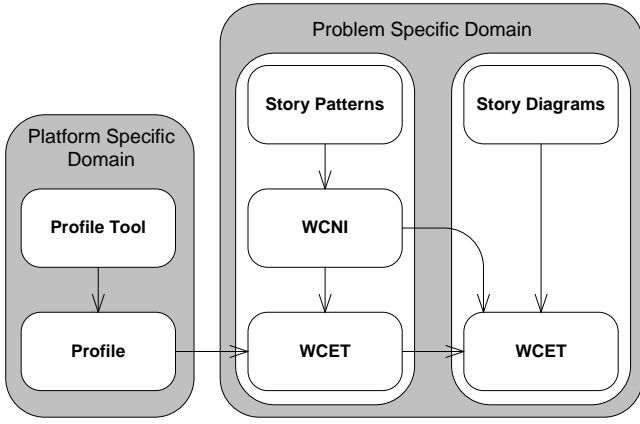 Problem Specific Domain
Story Patterns
Story Diagrams
Platform Specific
Domain
Profile Tool
WCNI
Profile
WCET
WCET